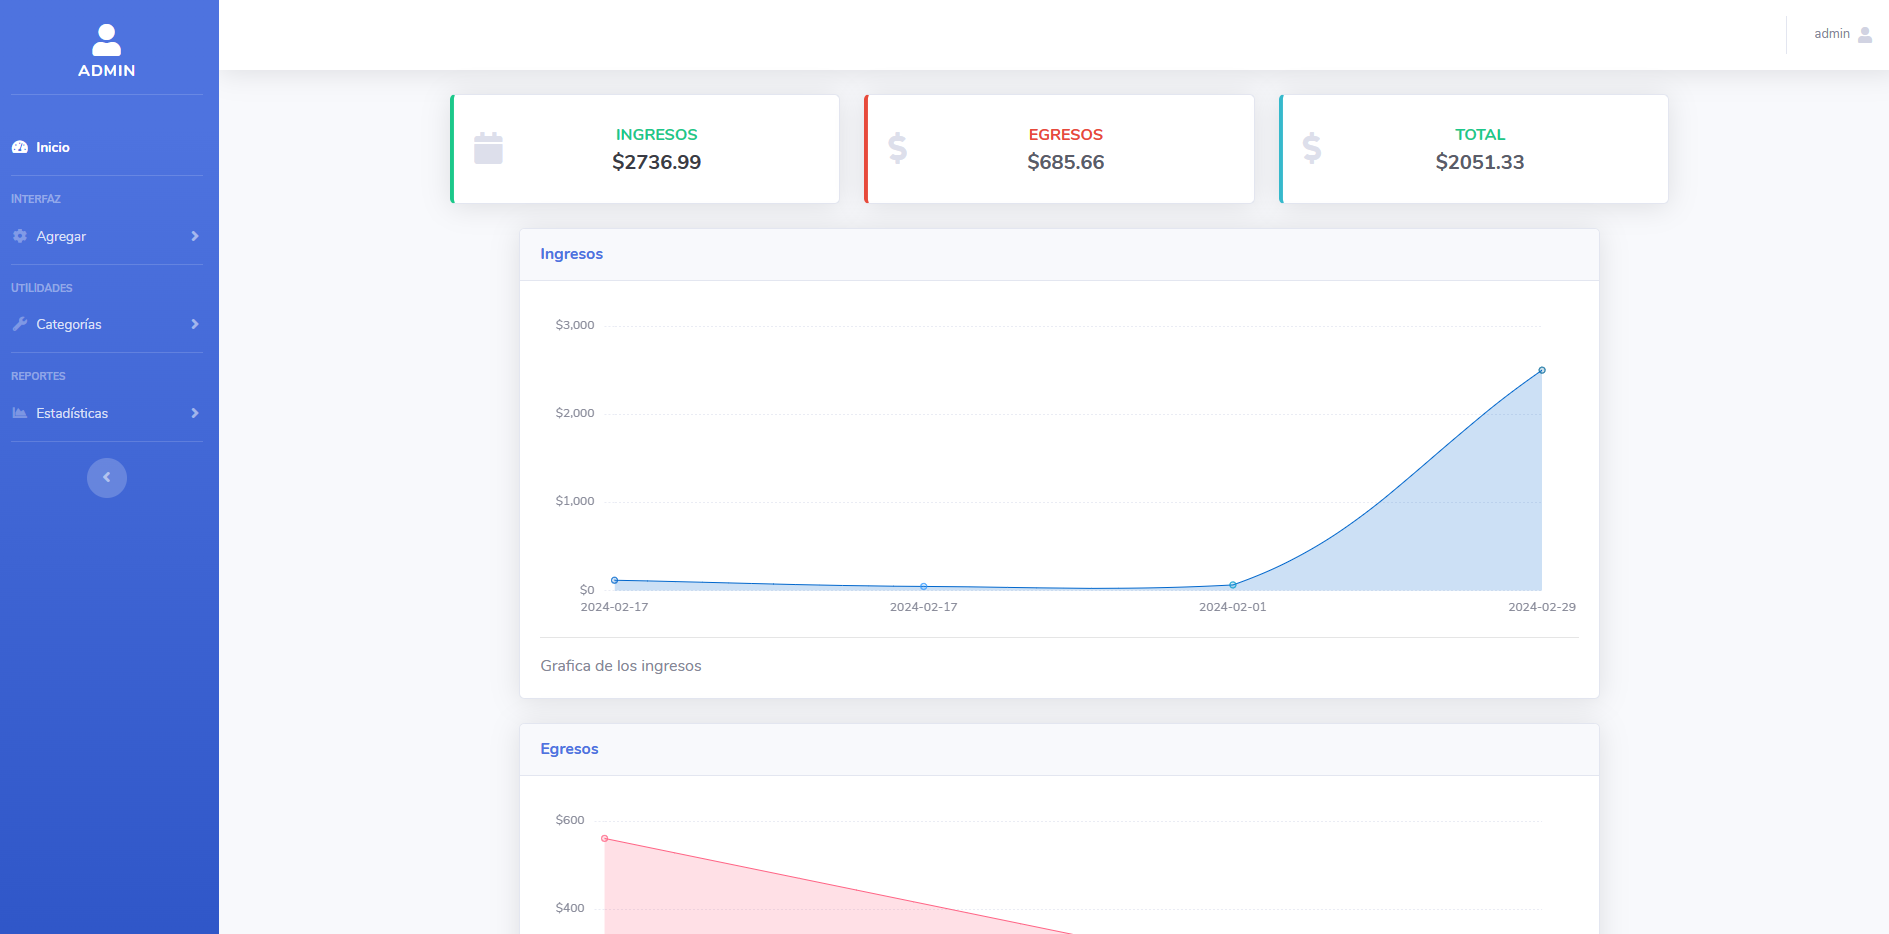 ADMIN
Inicio
INTERFAZ
Agregar
UTILIDADES
Categorías
REPORTES
Estadísticas
admin
INGRESOS
$2736.99
EGRESOS
$685.66
TOTAL
$2051.33
Ingresos
$3,000
$2,000
$1,000
$0
2024-02-17 2024-02-17 2024-02-01 2024-02-29
Grafica de los ingresos
Egresos
$600
$400